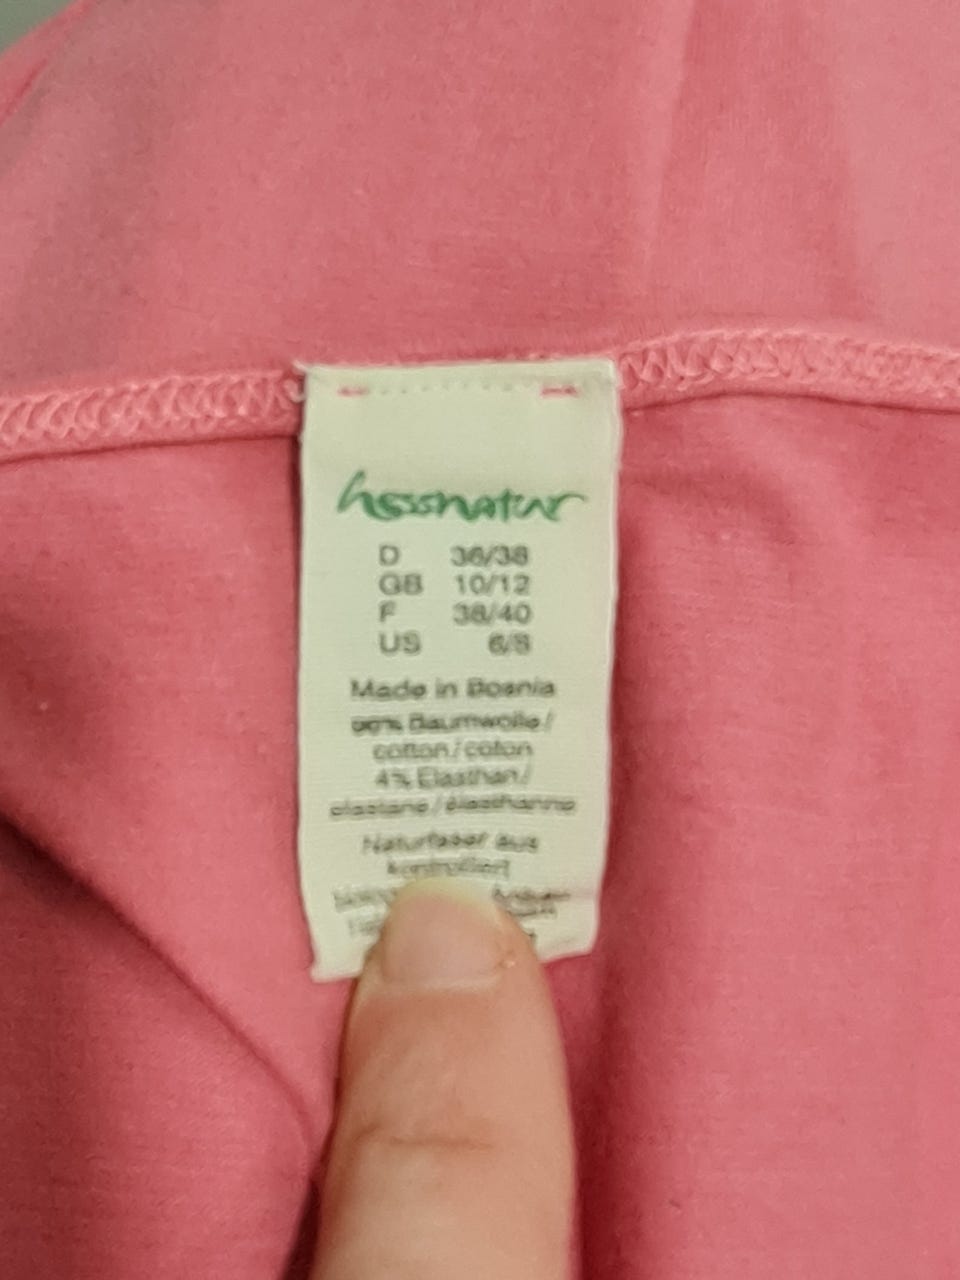 hessnatur
D 36/38
GB 10/12
F 38/40
US 6/8
Made in Bosnia
Baumwolle/
cotton/coton
4% Elasthan/
elastane/élasthanne
Naturfaser aus
kontrolliert